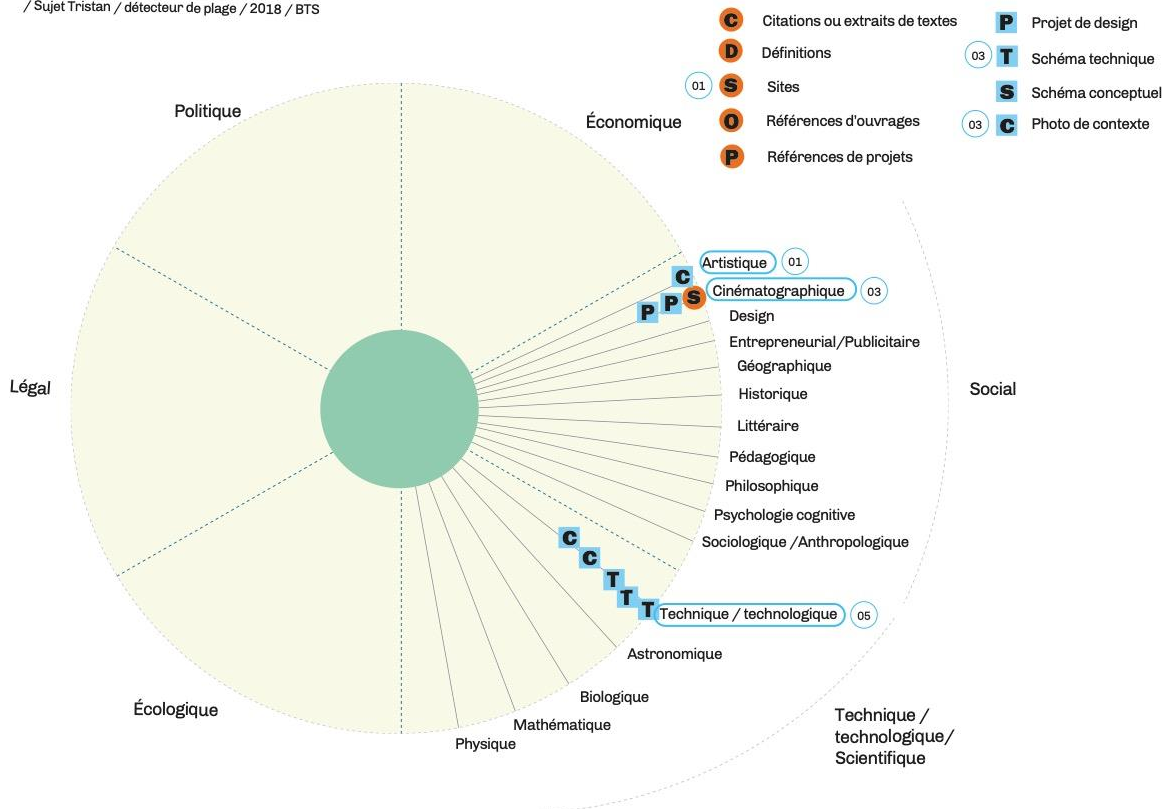 / Sujet Tristan / détecteur de plage / 2018 / BTS
C Citations ou extraits de textes
D Définitions
01 S Sites
O Références d'ouvrages
P Références de projets
P Projet de design
03 T Schéma technique
S Schéma conceptuel
03 C Photo de contexte
Politique
Économique
C Artistique 01
P P S Cinématographique 03
Design
Entrepreneurial/Publicitaire
Géographique
Historique
Littéraire
Pédagogique
Philosophique
Psychologie cognitive
Sociologique /Anthropologique
Légal
Social
C
C
T
T
T Technique / technologique 05
Astronomique
Biologique
Mathématique
Physique
Écologique
Technique /
technologique/
Scientifique